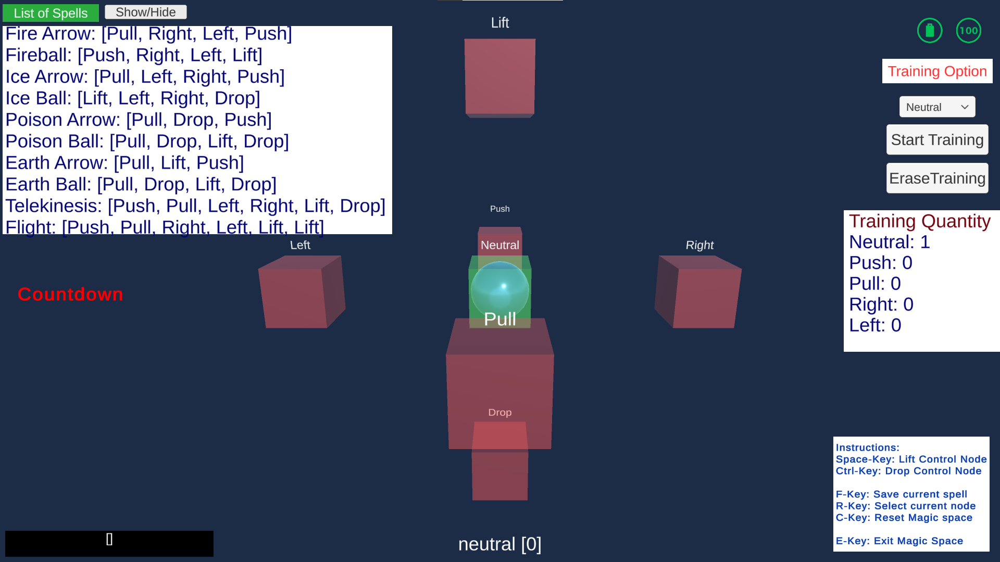 List of Spells
Show/Hide
Fire Arrow: [Pull, Right, Left, Push]
Fireball: [Push, Right, Left, Lift]
Ice Arrow: [Pull, Left, Right, Push]
Ice Ball: [Lift, Left, Right, Drop]
Poison Arrow: [Pull, Drop, Push]
Poison Ball: [Pull, Drop, Lift, Drop]
Earth Arrow: [Pull, Lift, Push]
Earth Ball: [Pull, Drop, Lift, Drop]
Telekinesis: [Push, Pull, Left, Right, Lift, Drop]
Flight: [Push, Pull, Right, Left, Lift, Lift]
Lift
100
Training Option
Neutral
Start Training
EraseTraining
Push
Left
Neutral
Right
Pull
Drop
Countdown
Training Quantity
Neutral: 1
Push: 0
Pull: 0
Right: 0
Left: 0
Instructions:
Space-Key: Lift Control Node
Ctrl-Key: Drop Control Node
F-Key: Save current spell
R-Key: Select current node
C-Key: Reset Magic space
E-Key: Exit Magic Space
[]
neutral [0]